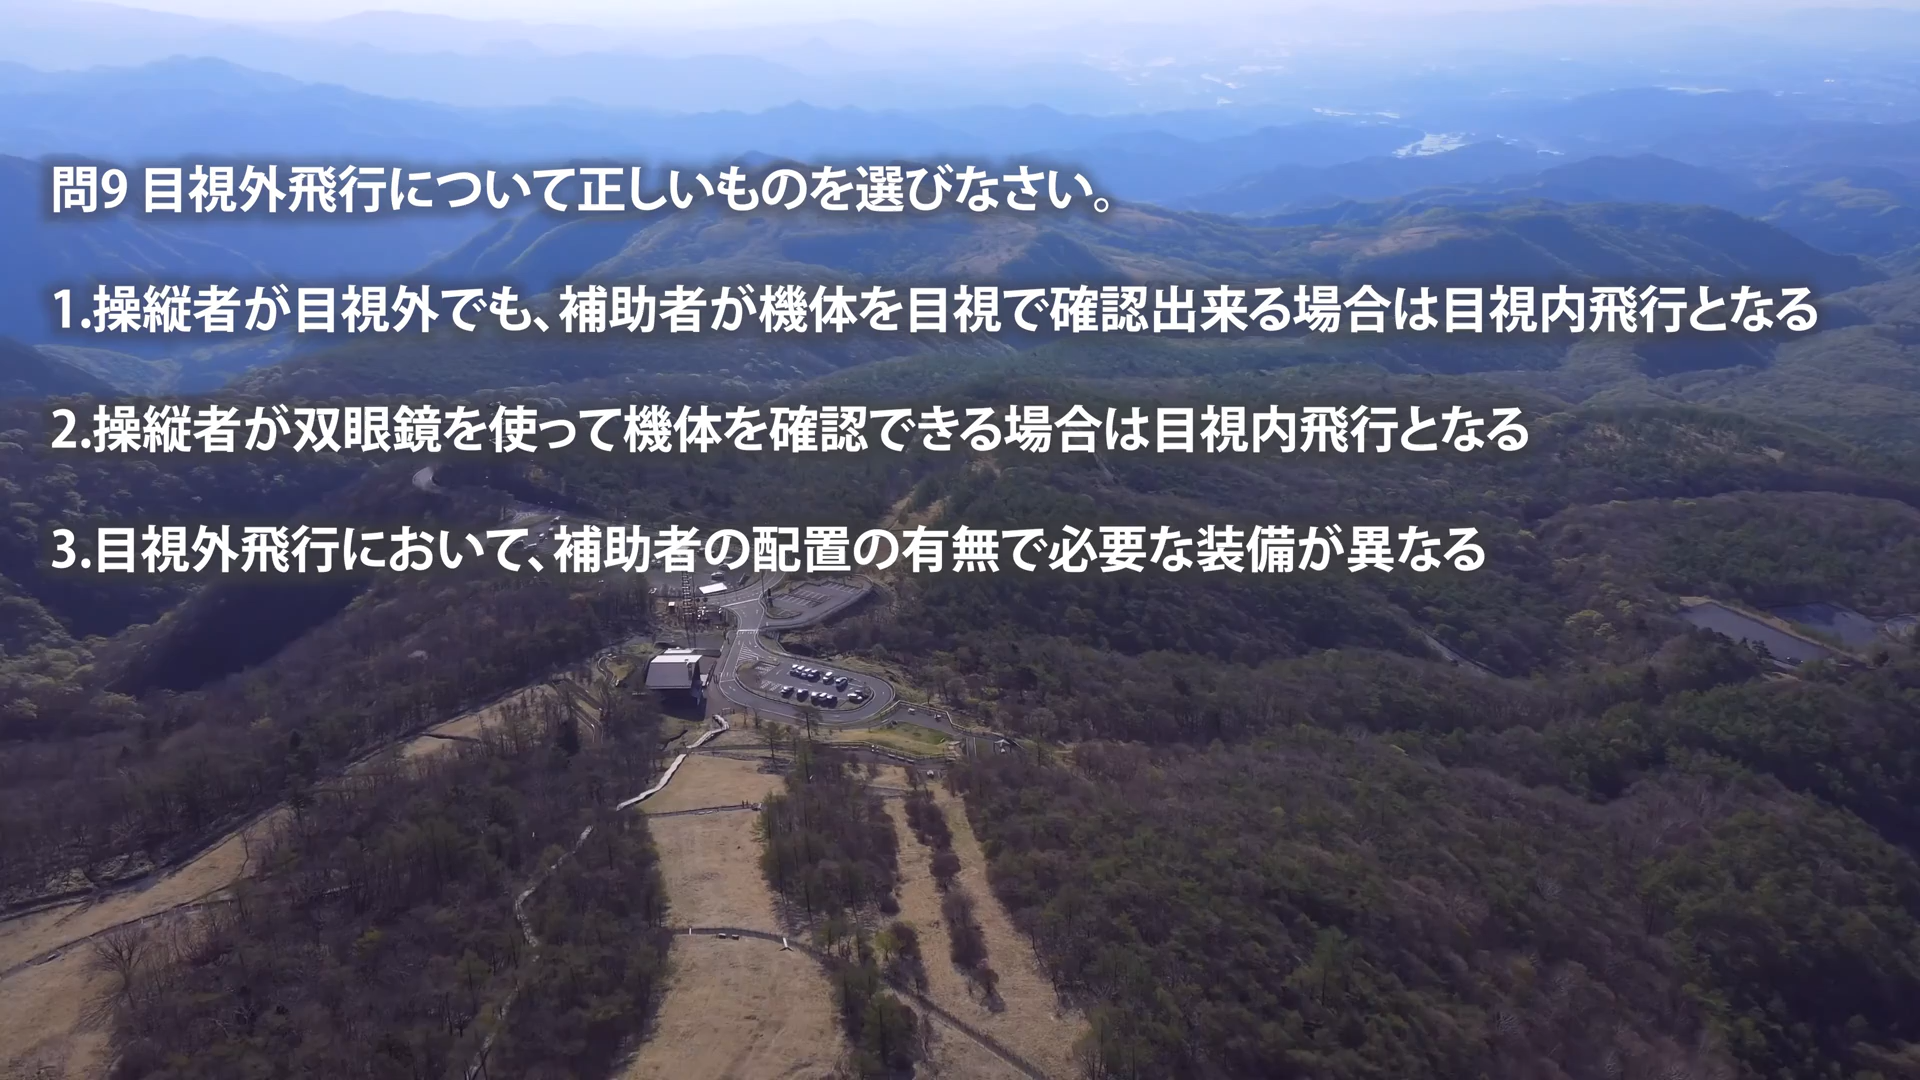 問9 目視外飛行について正しいものを選びなさい。
1.操縦者が目視外でも、補助者が機体を目視で確認出来る場合は目視内飛行となる
2.操縦者が双眼鏡を使って機体を確認できる場合は目視内飛行となる
3.目視外飛行において、補助者の配置の有無で必要な装備が異なる